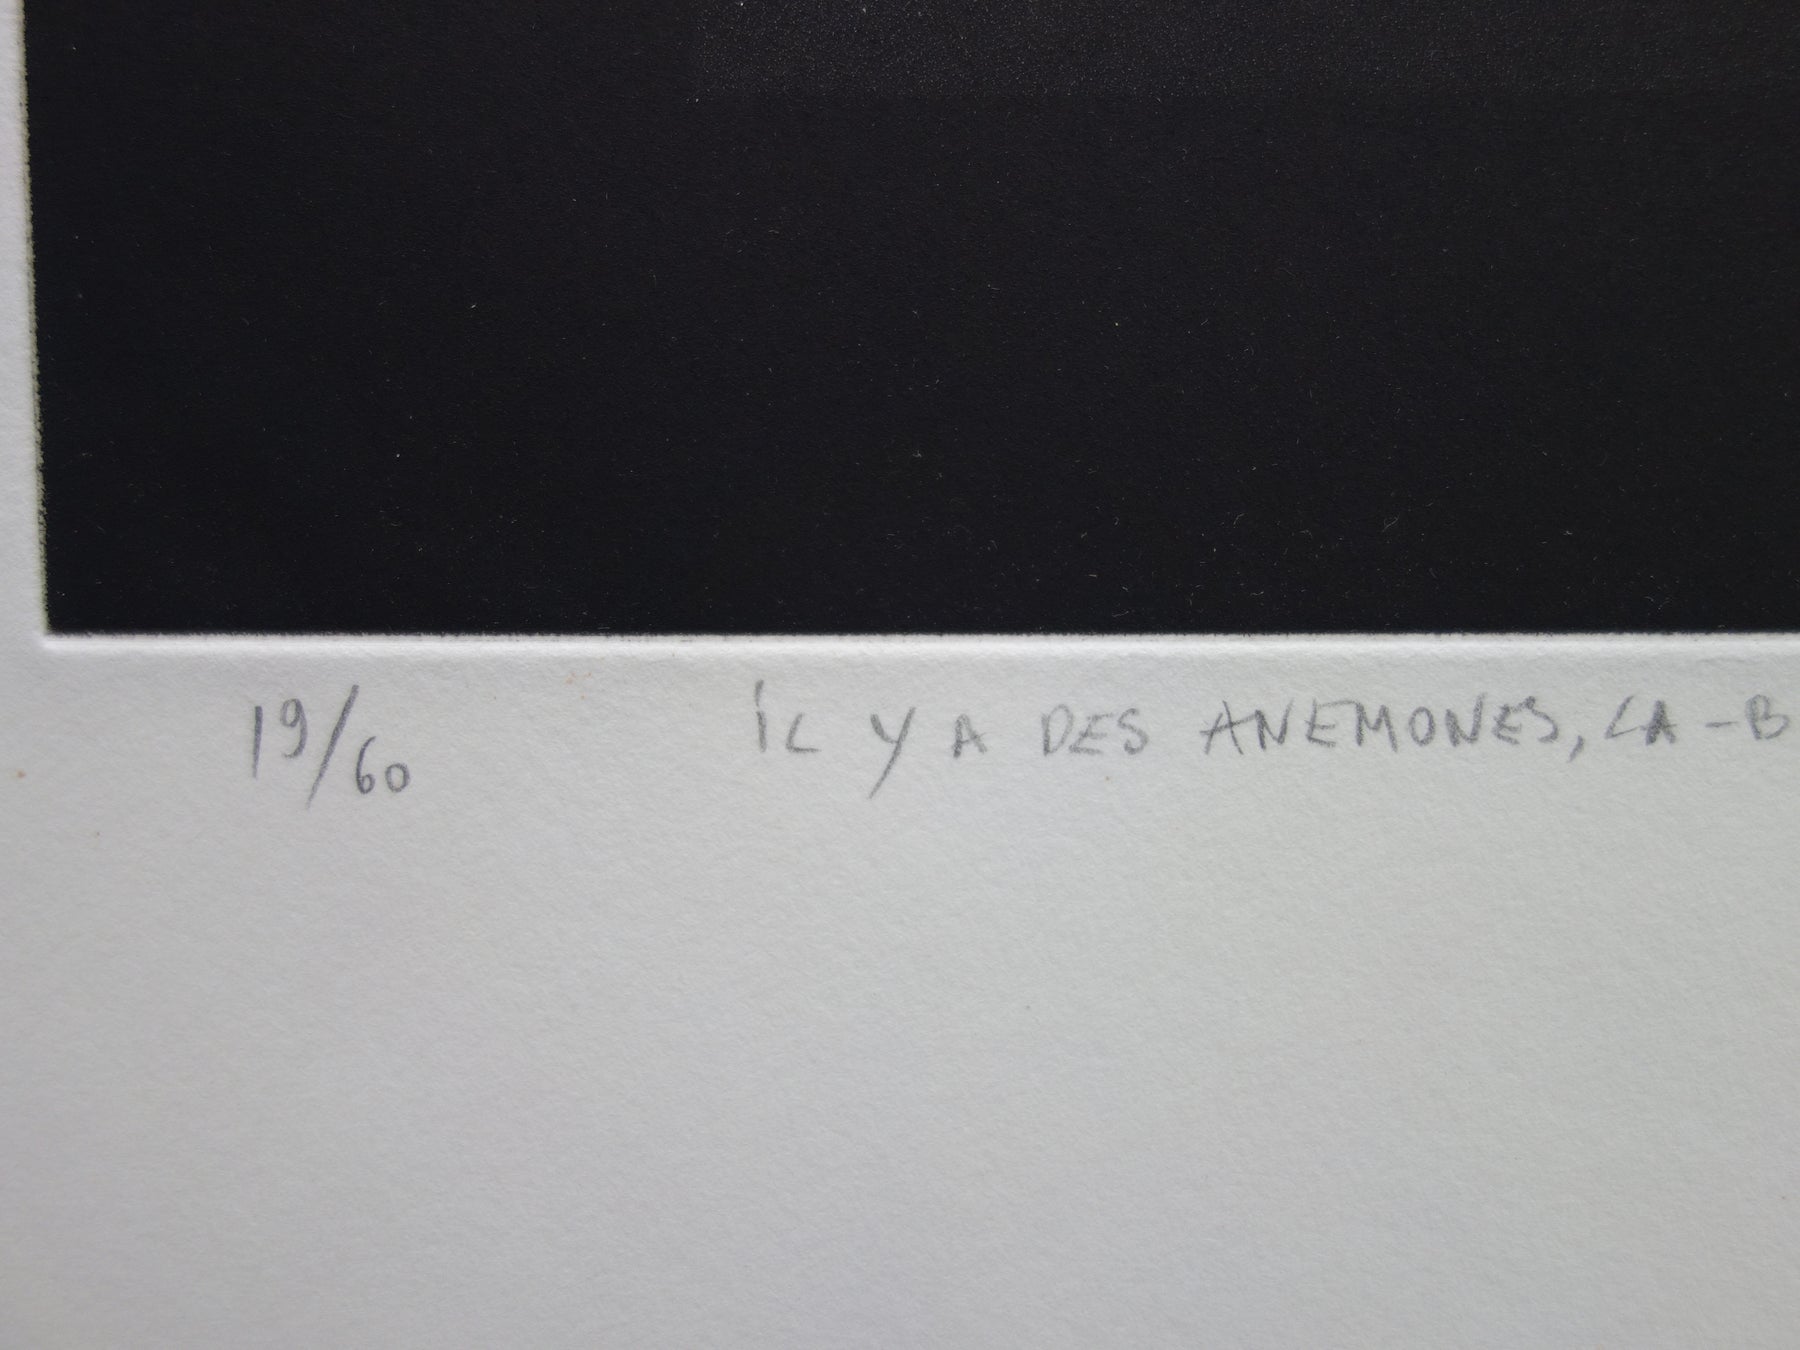 19/60 IL Y A DES ANEMONES, LA-B